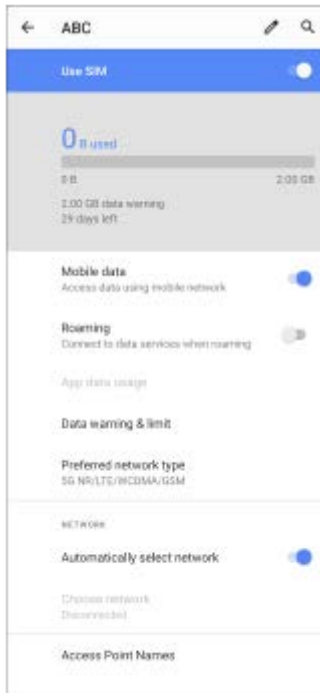 ABC
Use SIM
0 B used
0 B 2.00 GB
2.00 GB data warning
29 days left
Mobile data
Access data using mobile network
Roaming
Connect to data services when roaming
App data usage
Data warning & limit
Preferred network type
5G NR/LTE/WCDMA/GSM
NETWORK
Automatically select network
Choose network
Disconnected
Access Point Names